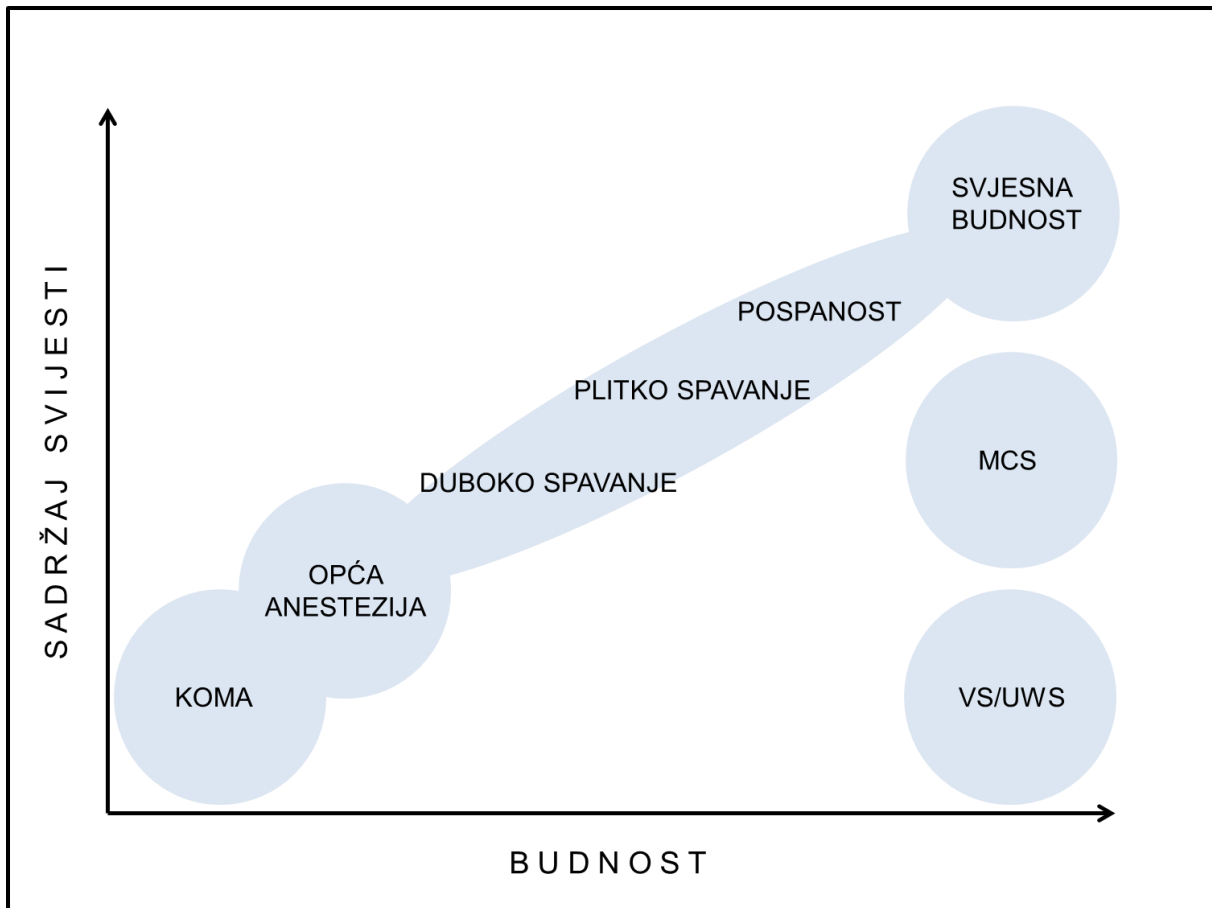 SVJESNA
BUDNOST
POSPANOST
PLITKO SPAVANJE
MCS
DUBOKO SPAVANJE
OPĆA
ANESTEZIJA
KOMA
VS/UWS
SADRŽAJ SVIJESTI
BUDNOST